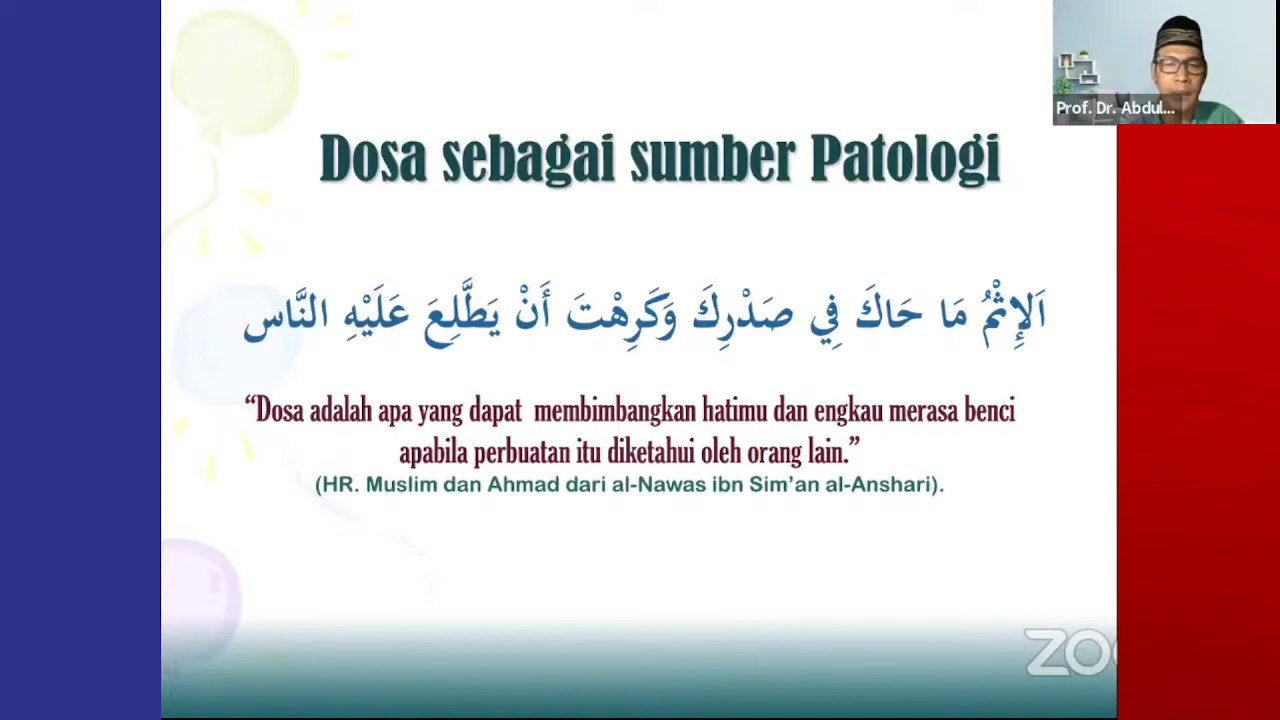 Prof. Dr. Abdul...
Dosa sebagai sumber Patologi
اَلإِثْمُ مَا حَاكَ فِي صَدْرِكَ وَكَرِهْتَ أَنْ يَطَّلِعَ عَلَيْهِ النَّاس
“Dosa adalah apa yang dapat membimbangkan hatimu dan engkau merasa benci
apabila perbuatan itu diketahui oleh orang lain.”
(HR. Muslim dan Ahmad dari al-Nawas ibn Sim’an al-Anshari).
ZO